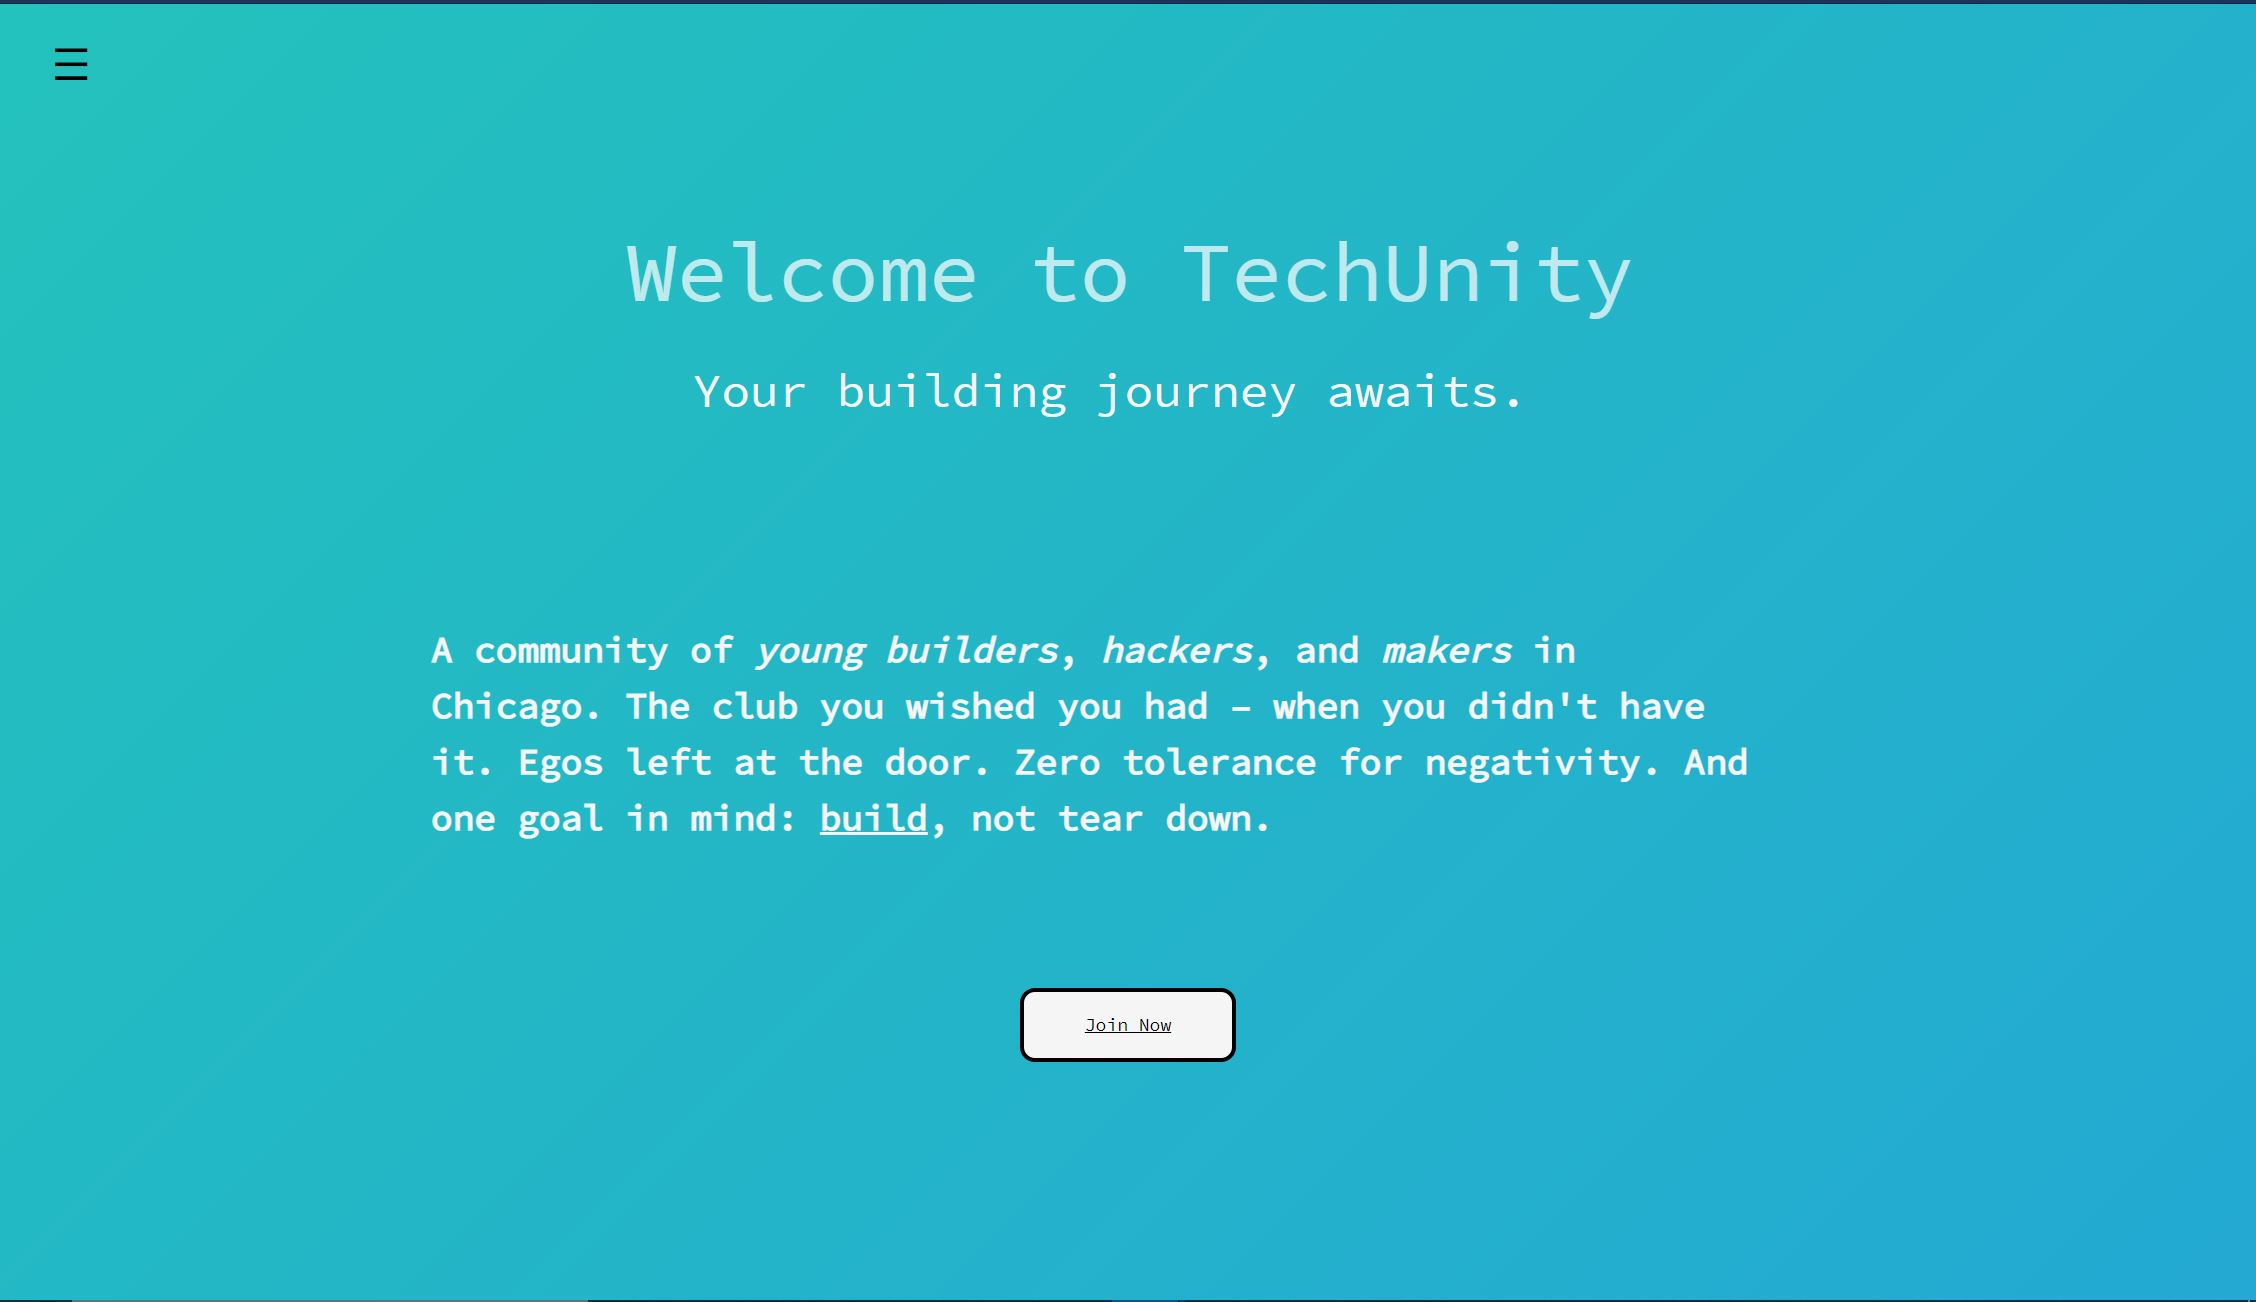 Welcome to TechUnity
Your building journey awaits.
A community of young builders, hackers, and makers in
Chicago. The club you wished you had – when you didn't have
it. Egos left at the door. Zero tolerance for negativity. And
one goal in mind: build, not tear down.
Join Now